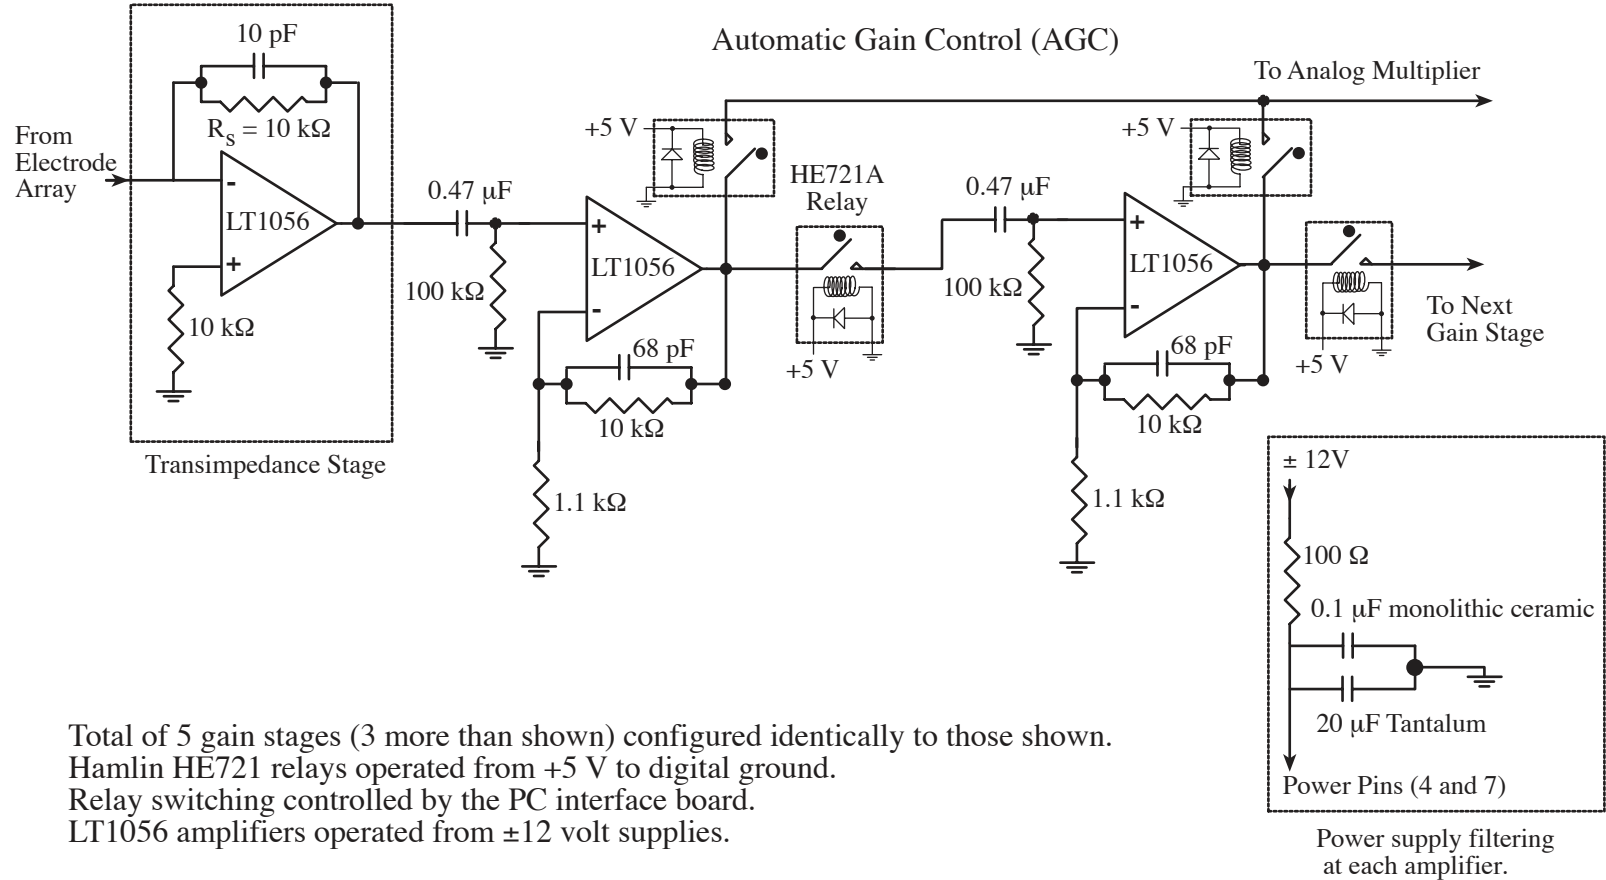 10 pF
R_S = 10 kΩ
From
Electrode
Array
-
LT1056
+
10 kΩ
Transimpedance Stage
Automatic Gain Control (AGC)
To Analog Multiplier
0.47 µF
100 kΩ
+
LT1056
-
68 pF
10 kΩ
1.1 kΩ
+5 V
HE721A
Relay
+5 V
0.47 µF
100 kΩ
+
LT1056
-
68 pF
10 kΩ
1.1 kΩ
+5 V
+5 V
To Next
Gain Stage
± 12V
100 Ω
0.1 µF monolithic ceramic
20 µF Tantalum
Power Pins (4 and 7)
Power supply filtering
at each amplifier.
Total of 5 gain stages (3 more than shown) configured identically to those shown.
Hamlin HE721 relays operated from +5 V to digital ground.
Relay switching controlled by the PC interface board.
LT1056 amplifiers operated from ±12 volt supplies.